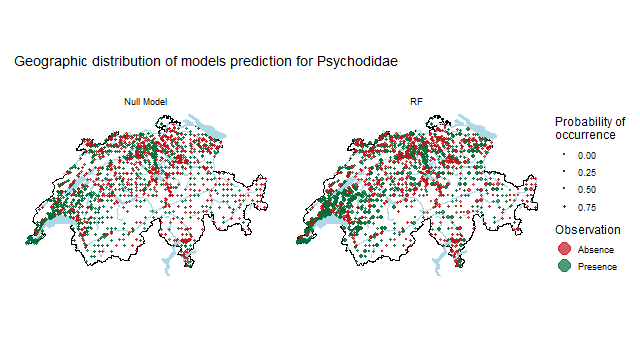 Geographic distribution of models prediction for Psychodidae
Null Model
RF
Probability of
occurrence
0.00
0.25
0.50
0.75
Observation
Absence
Presence